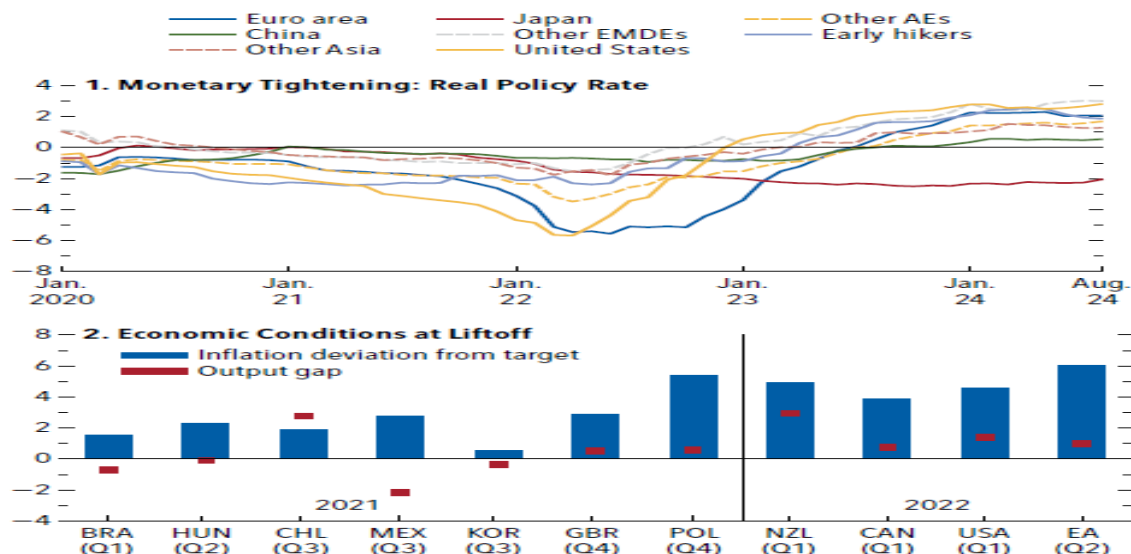 Euro area Japan Other AEs
China Other EMDEs Early hikers
Other Asia United States
1. Monetary Tightening: Real Policy Rate
4
2
0
−2
−4
−6
−8
Jan. Jan. Jan. Jan. Jan. Aug.
2020 21 22 23 24 24
2. Economic Conditions at Liftoff
Inflation deviation from target
Output gap
8
6
4
2
0
−2
−4
2021 2022
BRA HUN CHL MEX KOR GBR POL NZL CAN USA EA
(Q1) (Q2) (Q3) (Q3) (Q3) (Q4) (Q4) (Q1) (Q1) (Q1) (Q2)